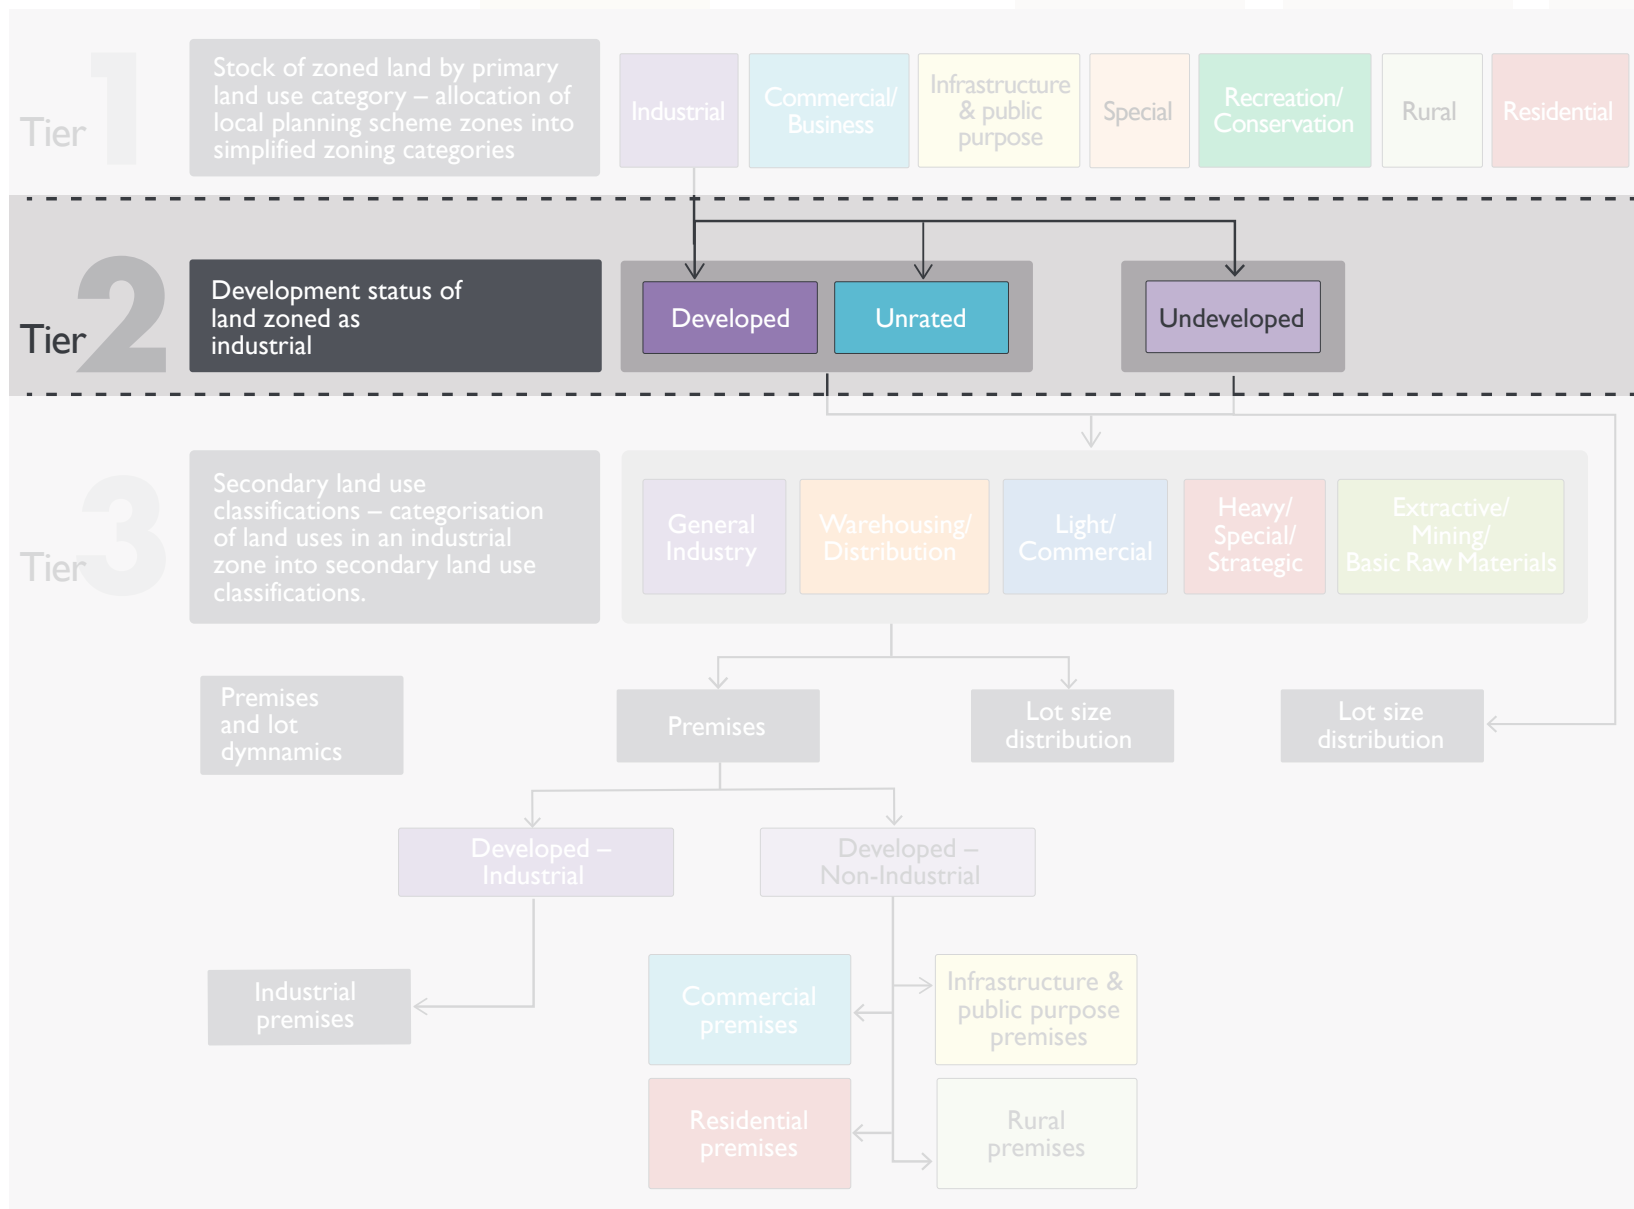 Tier 1
Stock of zoned land by primary
land use category – allocation of
local planning scheme zones into
simplified zoning categories
Industrial
Commercial/
Business
Infrastructure
& public
purpose
Special
Recreation/
Conservation
Rural
Residential
Tier 2
Development status of
land zoned as
industrial
Developed
Unrated
Undeveloped
Tier 3
Secondary land use
classifications – categorisation
of land uses in an industrial
zone into secondary land use
classifications.
General
Industry
Warehousing/
Distribution
Light/
Commercial
Heavy/
Special/
Strategic
Extractive/
Mining/
Basic Raw Materials
Premises
and lot
dymnamics
Premises
Lot size
distribution
Lot size
distribution
Developed –
Industrial
Developed –
Non-Industrial
Industrial
premises
Commercial
premises
Infrastructure &
public purpose
premises
Residential
premises
Rural
premises